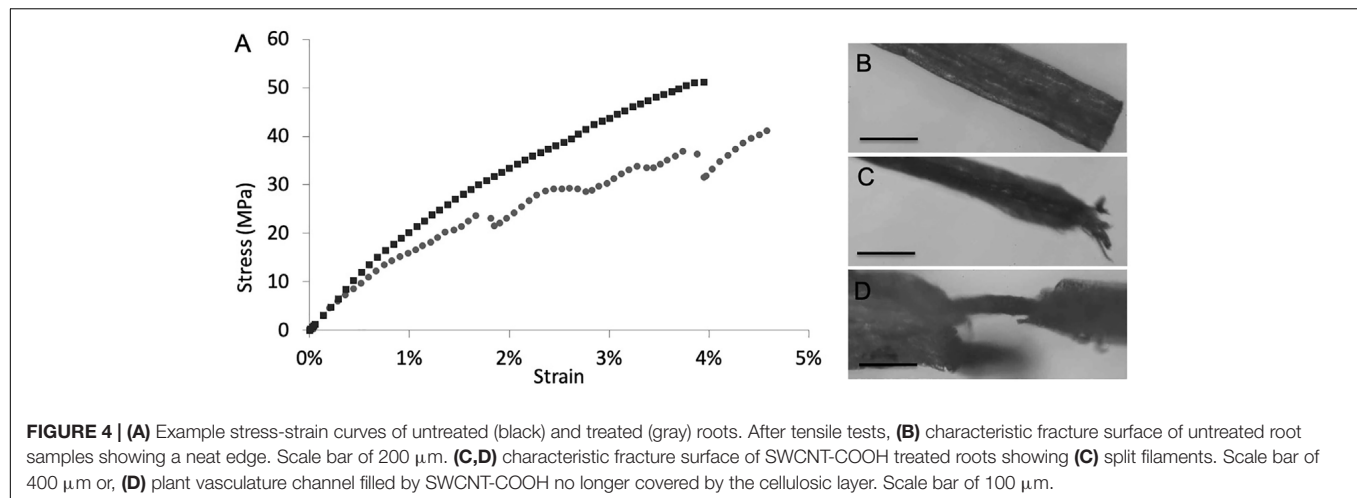 A
Stress (MPa)
60
50
40
30
20
10
0
0% 1% 2% 3% 4% 5%
Strain
B
C
D
FIGURE 4 | (A) Example stress-strain curves of untreated (black) and treated (gray) roots. After tensile tests, (B) characteristic fracture surface of untreated root
samples showing a neat edge. Scale bar of 200 μm. (C,D) characteristic fracture surface of SWCNT-COOH treated roots showing (C) split filaments. Scale bar of
400 μm or, (D) plant vasculature channel filled by SWCNT-COOH no longer covered by the cellulosic layer. Scale bar of 100 μm.